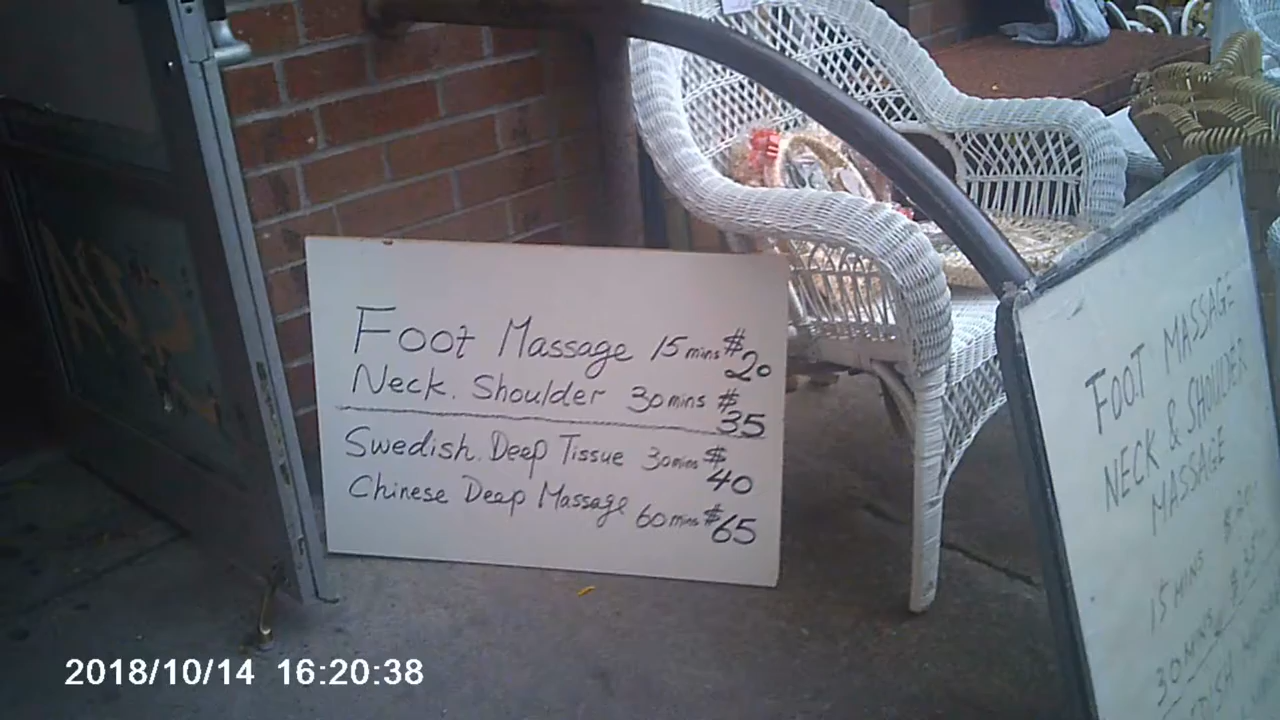 Foot Massage 15 mins $20
Neck. Shoulder 30 mins $35
Swedish. Deep Tissue 30 mins $40
Chinese Deep Massage 60 mins $65
FOOT MASSAGE
NECK & SHOULDER
MASSAGE
15 MINS
30 MINS $35
2018/10/14 16:20:38